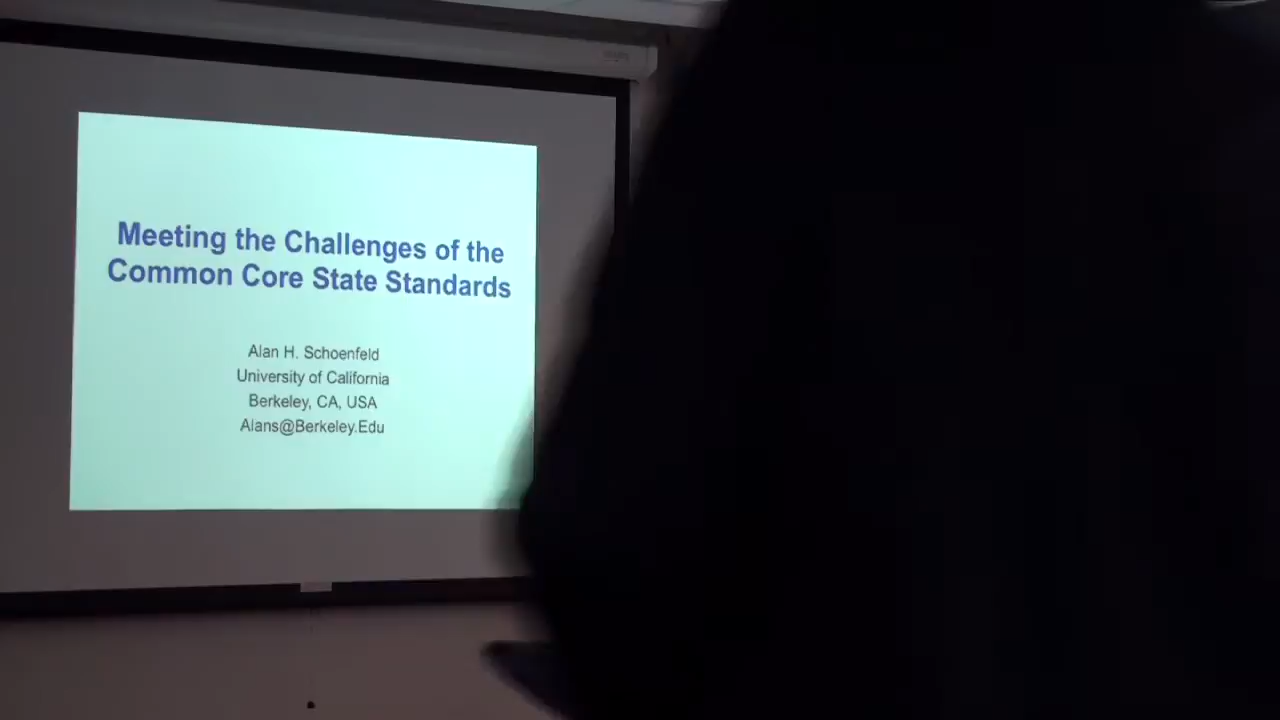 Meeting the Challenges of the
Common Core State Standards
Alan H. Schoenfeld
University of California
Berkeley, CA, USA
Alans@Berkeley.Edu